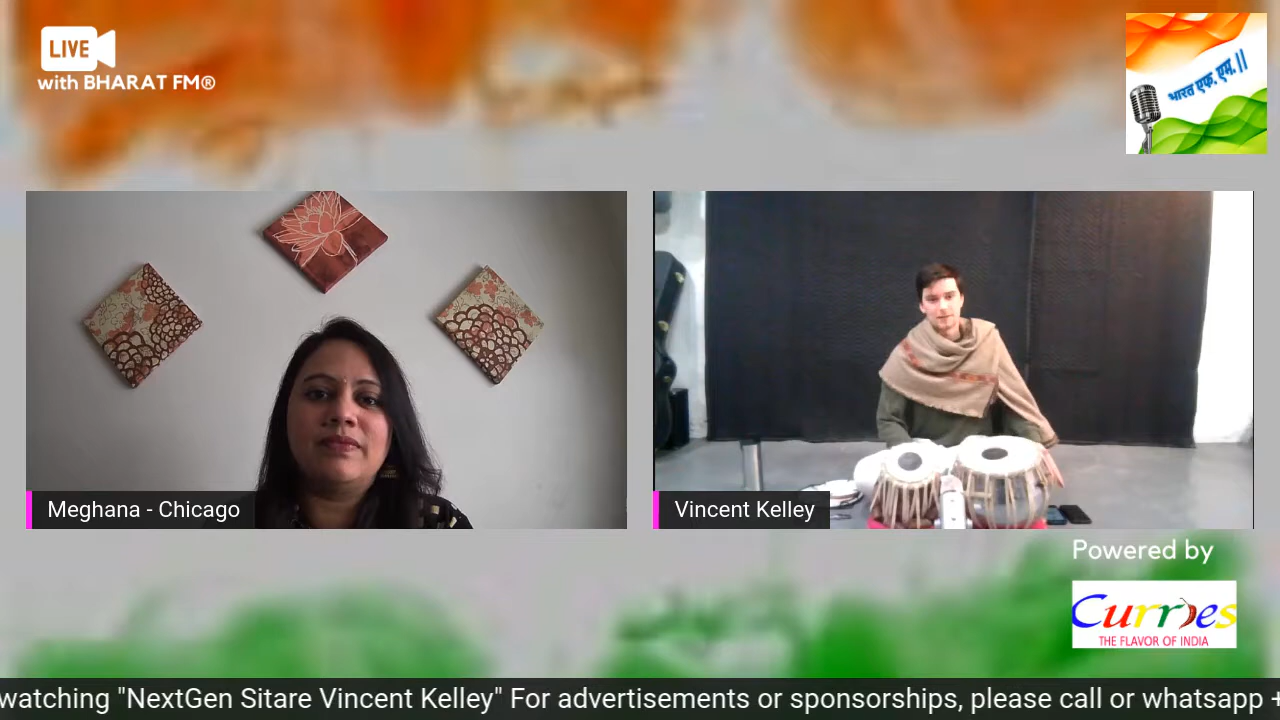 LIVE
with BHARAT FM®
भारत एफ. एम.||
Meghana - Chicago
Vincent Kelley
Powered by
Curries
THE FLAVOR OF INDIA
watching "NextGen Sitare Vincent Kelley" For advertisements or sponsorships, please call or whatsapp +